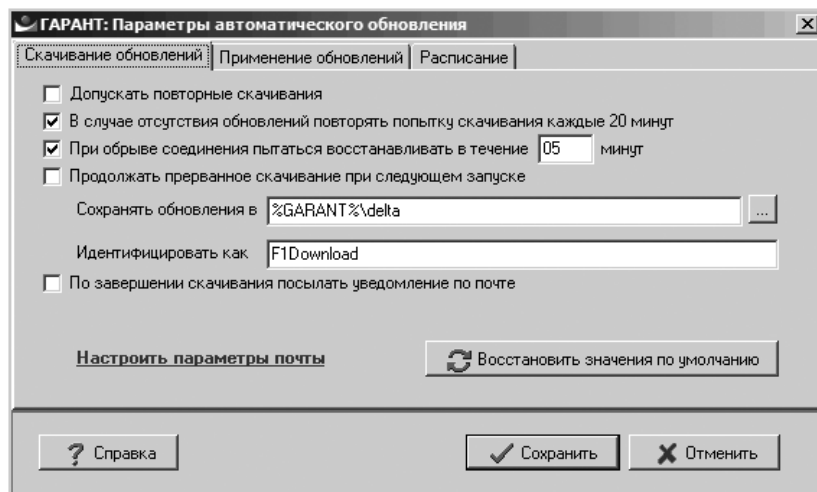 ГАРАНТ: Параметры автоматического обновления
Скачивание обновлений Применение обновлений Расписание
Допускать повторные скачивания
В случае отсутствия обновлений повторять попытку скачивания каждые 20 минут
При обрыве соединения пытаться восстанавливать в течение 05 минут
Продолжать прерванное скачивание при следующем запуске
Сохранять обновления в %GARANT%\delta ...
Идентифицировать как F1Download
По завершении скачивания посылать уведомление по почте
Настроить параметры почты Восстановить значения по умолчанию
? Справка Сохранить Отменить